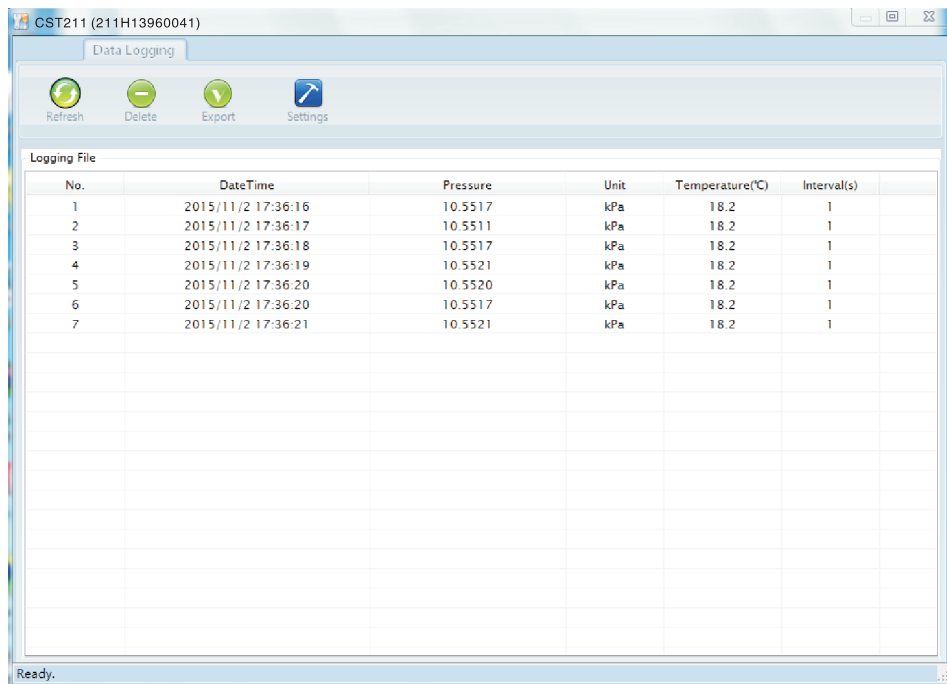 CST211 (211H13960041)
Data Logging
Refresh Delete Export Settings
Logging File
No. DateTime Pressure Unit Temperature(℃) Interval(s)
1 2015/11/2 17:36:16 10.5517 kPa 18.2 1
2 2015/11/2 17:36:17 10.5511 kPa 18.2 1
3 2015/11/2 17:36:18 10.5517 kPa 18.2 1
4 2015/11/2 17:36:19 10.5521 kPa 18.2 1
5 2015/11/2 17:36:20 10.5520 kPa 18.2 1
6 2015/11/2 17:36:20 10.5517 kPa 18.2 1
7 2015/11/2 17:36:21 10.5521 kPa 18.2 1
Ready.